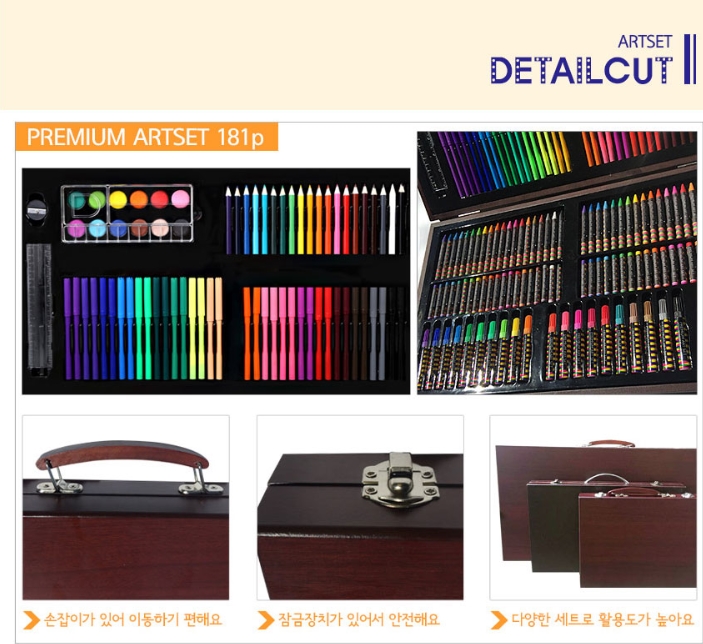 ARTSET
DETAILCUT
PREMIUM ARTSET 181p
손잡이가 있어 이동하기 편해요
잠금장치가 있어서 안전해요
다양한 세트로 활용도가 높아요